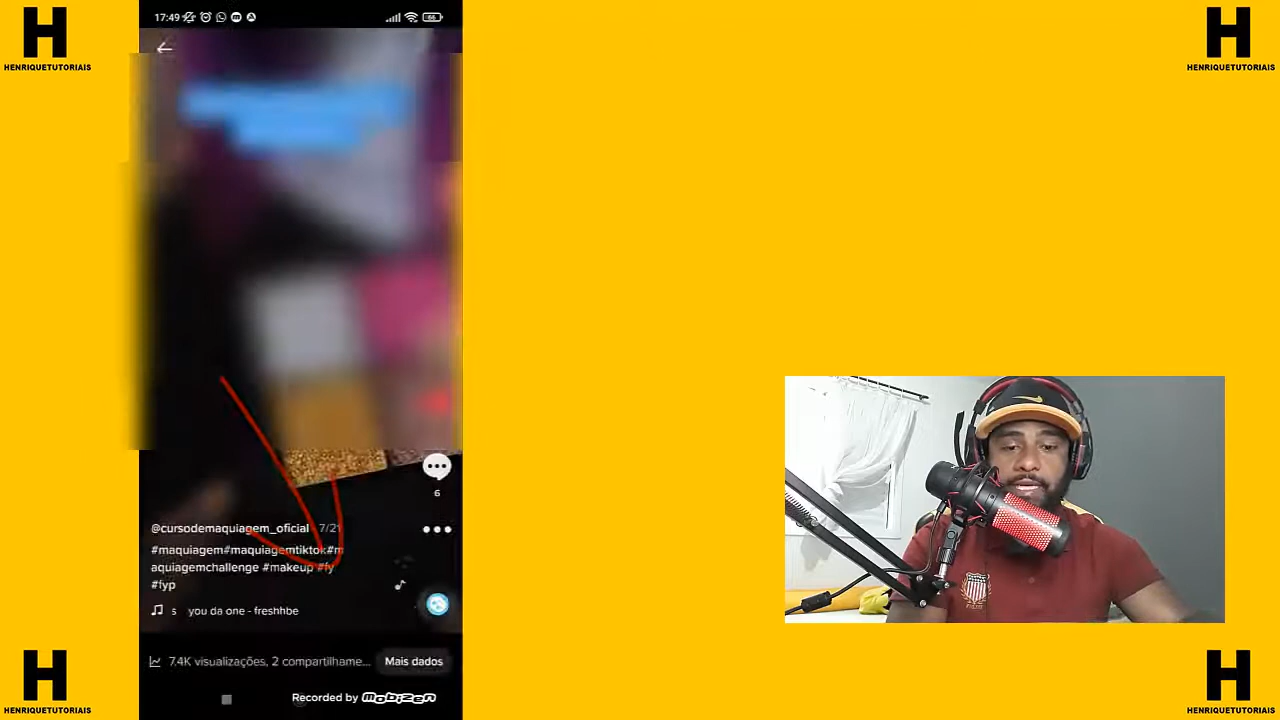 H
HENRIQUETUTORIAIS
H
HENRIQUETUTORIAIS
17:49
66
6
@cursodemaquiagem_oficial · 7/21
#maquiagem#maquiagemtiktok#m
aquiagemchallenge #makeup #fy
#fyp
s you da one - freshhbe
7.4K visualizações, 2 compartilhame...
Mais dados
Recorded by mobizen
H
HENRIQUETUTORIAIS
H
HENRIQUETUTORIAIS